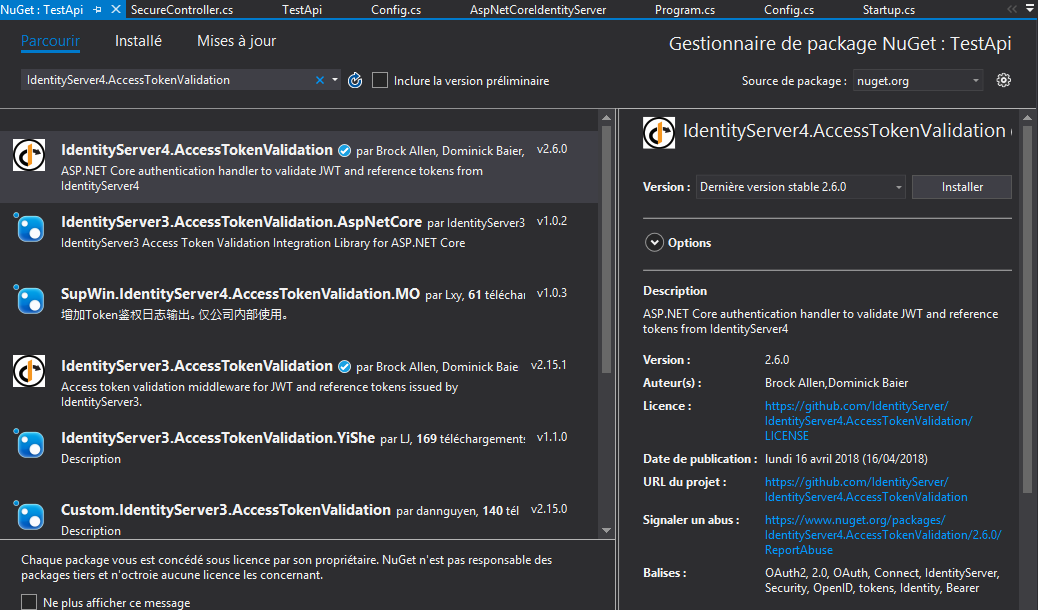 NuGet : TestApi SecureController.cs TestApi Config.cs AspNetCoreIdentityServer Program.cs Config.cs Startup.cs
Parcourir Installé Mises à jour
Gestionnaire de package NuGet : TestApi
IdentityServer4.AccessTokenValidation
Inclure la version préliminaire
Source de package : nuget.org
IdentityServer4.AccessTokenValidation par Brock Allen, Dominick Baier, v2.6.0
ASP.NET Core authentication handler to validate JWT and reference tokens from
IdentityServer4
IdentityServer3.AccessTokenValidation.AspNetCore par IdentityServer3 v1.0.2
IdentityServer3 Access Token Validation Integration Library for ASP.NET Core
SupWin.IdentityServer4.AccessTokenValidation.MO par Lxy, 61 téléchar v1.0.3
增加Token鉴权日志输出。仅公司内部使用。
IdentityServer3.AccessTokenValidation par Brock Allen, Dominick Baie v2.15.1
Access token validation middleware for JWT and reference tokens issued by
IdentityServer3.
IdentityServer3.AccessTokenValidation.YiShe par LJ, 169 téléchargements v1.1.0
Description
Custom.IdentityServer3.AccessTokenValidation par dannguyen, 140 tél v2.15.0
Description
Chaque package vous est concédé sous licence par son propriétaire. NuGet n'est pas responsable des
packages tiers et n'octroie aucune licence les concernant.
Ne plus afficher ce message
IdentityServer4.AccessTokenValidation
Version : Dernière version stable 2.6.0 Installer
Options
Description
ASP.NET Core authentication handler to validate JWT and reference
tokens from IdentityServer4
Version : 2.6.0
Auteur(s) : Brock Allen,Dominick Baier
Licence : https://github.com/IdentityServer/
IdentityServer4.AccessTokenValidation/
LICENSE
Date de publication : lundi 16 avril 2018 (16/04/2018)
URL du projet : https://github.com/IdentityServer/
IdentityServer4.AccessTokenValidation
Signaler un abus : https://www.nuget.org/packages/
IdentityServer4.AccessTokenValidation/2.6.0/
ReportAbuse
Balises : OAuth2, 2.0, OAuth, Connect, IdentityServer,
Security, OpenID, tokens, Identity, Bearer